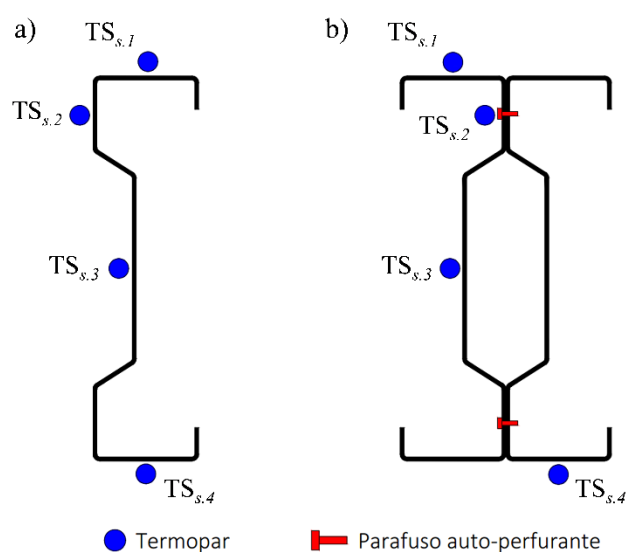 a)
TSs.1
TSs.2
TSs.3
TSs.4
b)
TSs.1
TSs.2
TSs.3
TSs.4
Termopar
Parafuso auto-perfurante